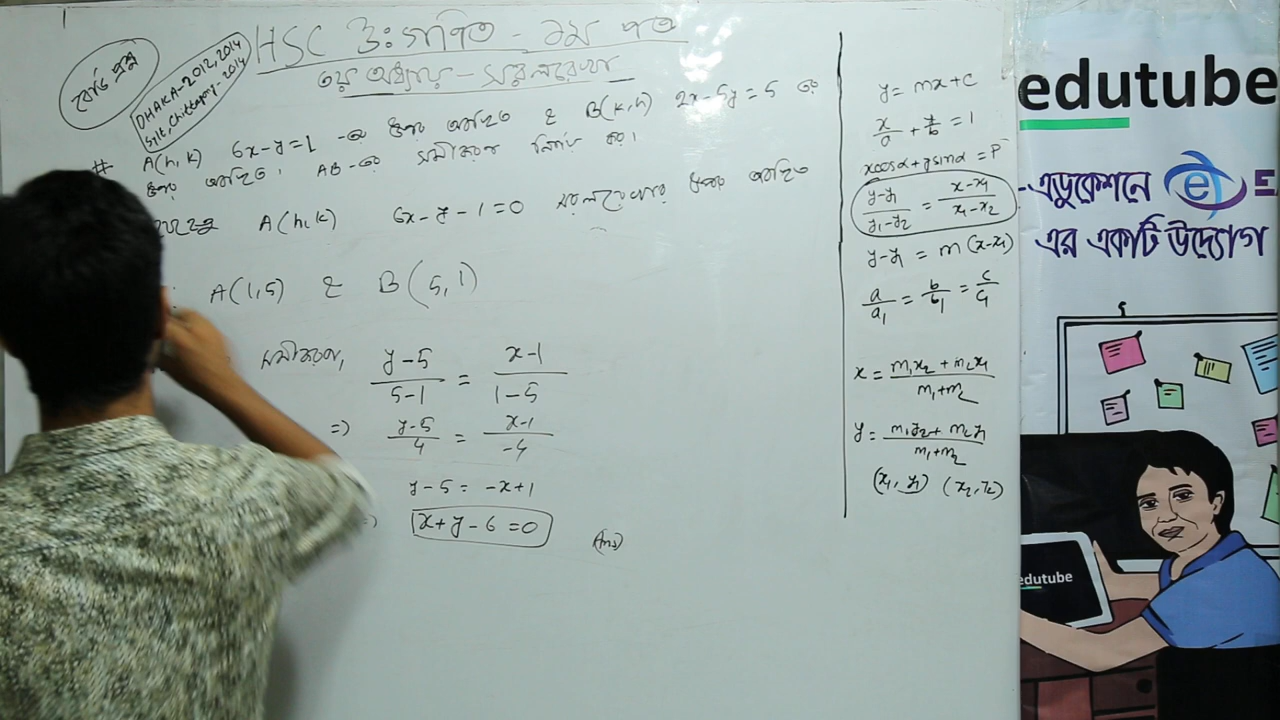 HSC উঃ গণিত - ১ম পত্র
৩য় অধ্যায় - সরলরেখা
বোর্ড প্রশ্ন
DHAKA-2012, 2014
Syl:, Chittagong-2014
# A(h,k) 6x-y=1 -এর উপর অবস্থিত ও B(k,h) 2x-5y=5 এর
উপর অবস্থিত। AB-এর সমীকরণ নির্ণয় কর।
A(h,k) 6x-y-1=0 সরলরেখার উপর অবস্থিত
A(1,5) ও B(5,1)
সমীকরণ, (y-5)/(5-1) = (x-1)/(1-5)
=) (y-5)/4 = (x-1)/-4
y-5 = -x+1
x+y-6=0 (Ans)
y=mx+c
x/a + y/b = 1
xcosα+ysinα=P
(y-y₁)/(y₁-y₂) = (x-x₁)/(x₁-x₂)
y-y₁ = m(x-x₁)
a/a₁ = b/b₁ = c/c₁
x = (m₁x₂+m₂x₁)/(m₁+m₂)
y = (m₁y₂+m₂y₁)/(m₁+m₂)
(x₁, y₁) (x₂, y₂)
edutube
-এডুকেশনে e E
এর একটি উদ্যোগ
edutube